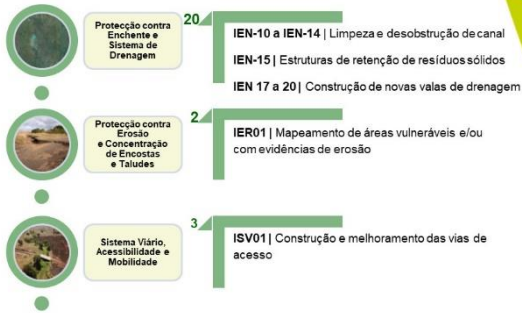 Protecção contra
Enchente e
Sistema de
Drenagem
20
IEN-10 a IEN-14 | Limpeza e desobstrução de canal
IEN-15 | Estruturas de retenção de resíduos sólidos
IEN 17 a 20 | Construção de novas valas de drenagem
Protecção contra
Erosão
e Concentração
de Encostas
e Taludes
2
IER01 | Mapeamento de áreas vulneráveis e/ou
com evidências de erosão
Sistema Viário,
Acessibilidade e
Mobilidade
3
ISV01 | Construção e melhoramento das vias de
acesso